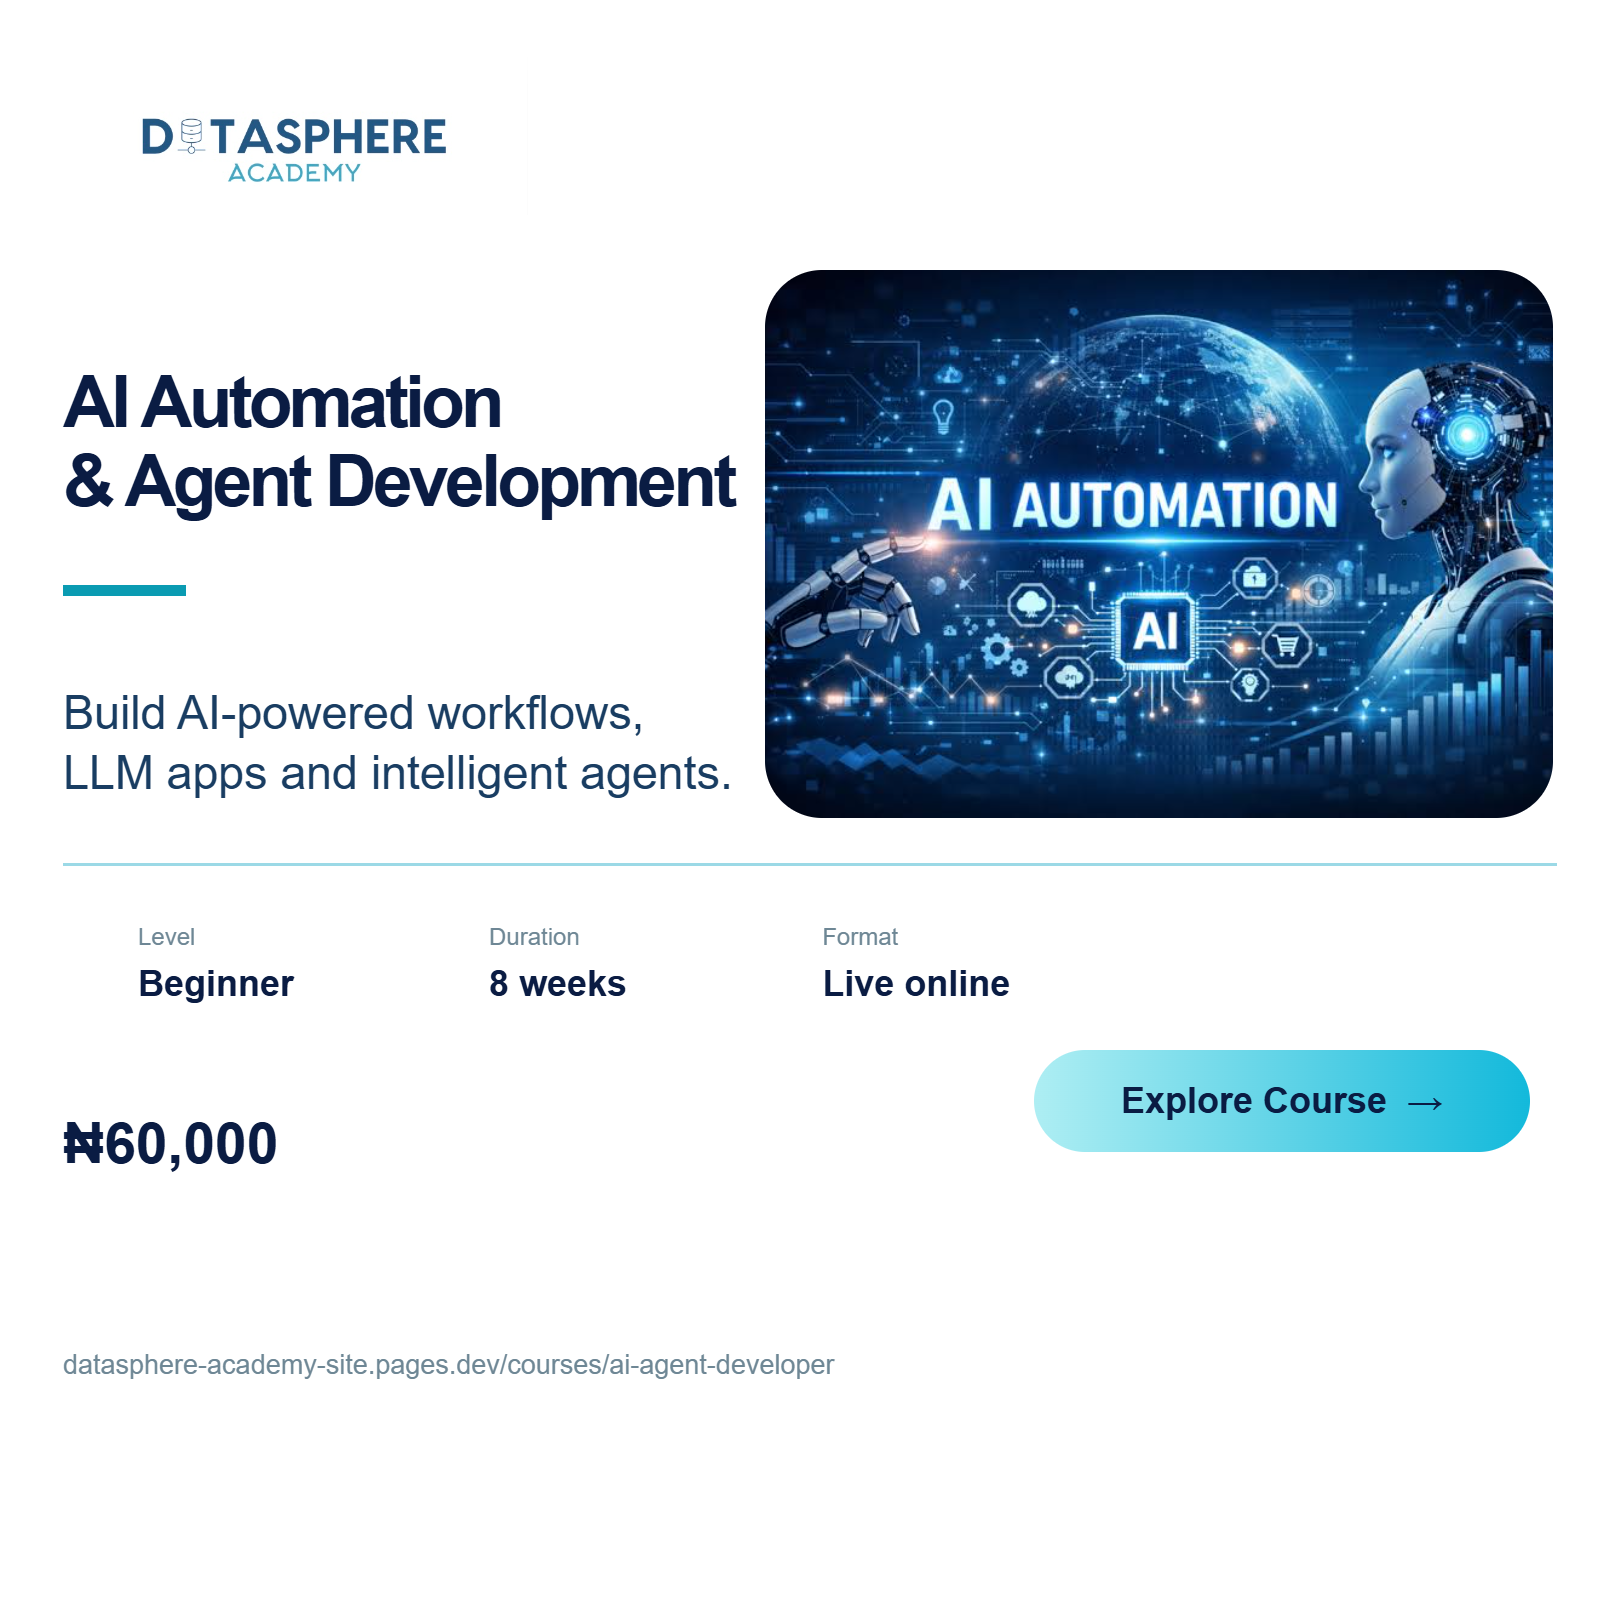 DATASPHERE
ACADEMY
AI Automation
& Agent Development
AI AUTOMATION
AI
Build AI-powered workflows,
LLM apps and intelligent agents.
Level
Beginner
Duration
8 weeks
Format
Live online
Explore Course →
₦60,000
datasphere-academy-site.pages.dev/courses/ai-agent-developer